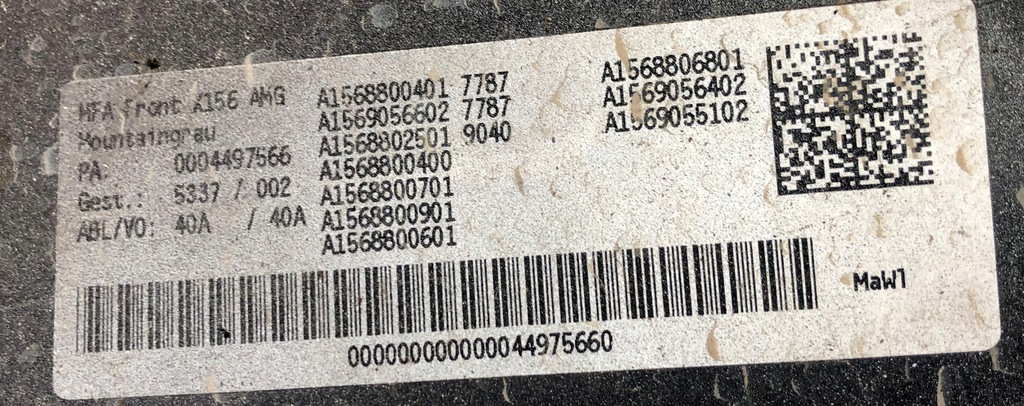 MFA Front X156 AMG
Mountaingrau
PA: 0004497566
Gest.: 5337 / 002
ABL/VO: 40A / 40A
A1568800401 7787
A1569056602 7787
A1568802501 9040
A1568800400
A1568800701
A1568800901
A1568800601
A1568806801
A1569056402
A1569055102
MaW1
000000000000044975660